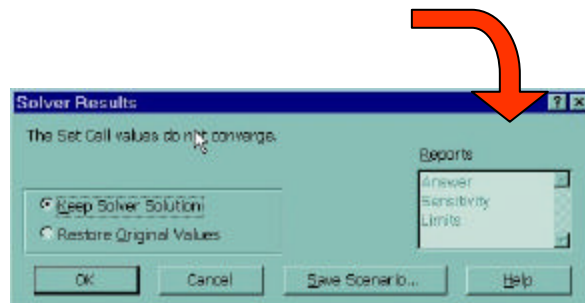 Solver Results
The Set Cell values do not converge.
Reports
Answer
Sensitivity
Limits
Keep Solver Solution
Restore Original Values
OK
Cancel
Save Scenario...
Help